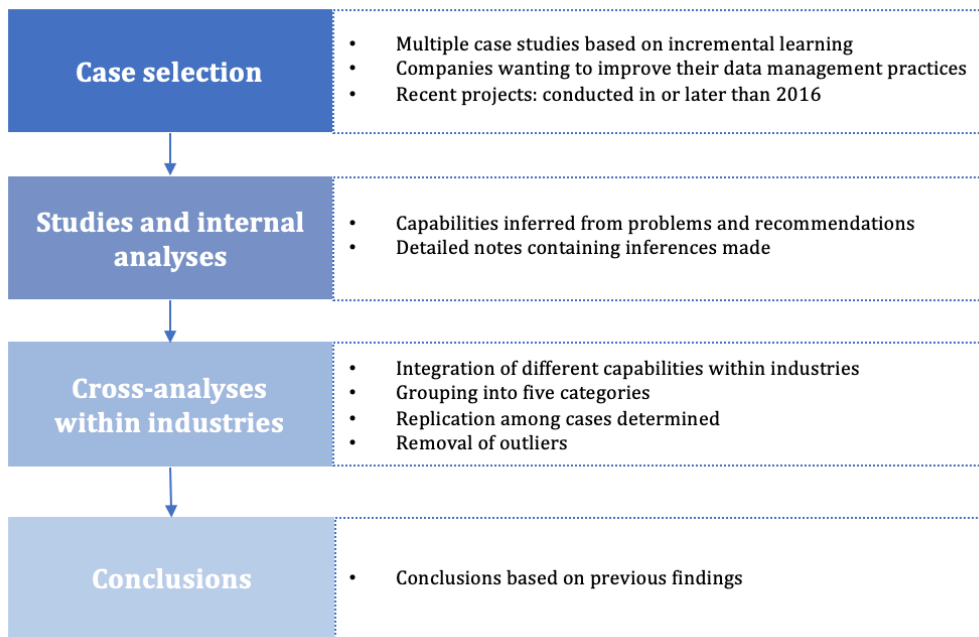 Case selection
• Multiple case studies based on incremental learning
• Companies wanting to improve their data management practices
• Recent projects: conducted in or later than 2016
Studies and internal
analyses
• Capabilities inferred from problems and recommendations
• Detailed notes containing inferences made
Cross-analyses
within industries
• Integration of different capabilities within industries
• Grouping into five categories
• Replication among cases determined
• Removal of outliers
Conclusions
• Conclusions based on previous findings